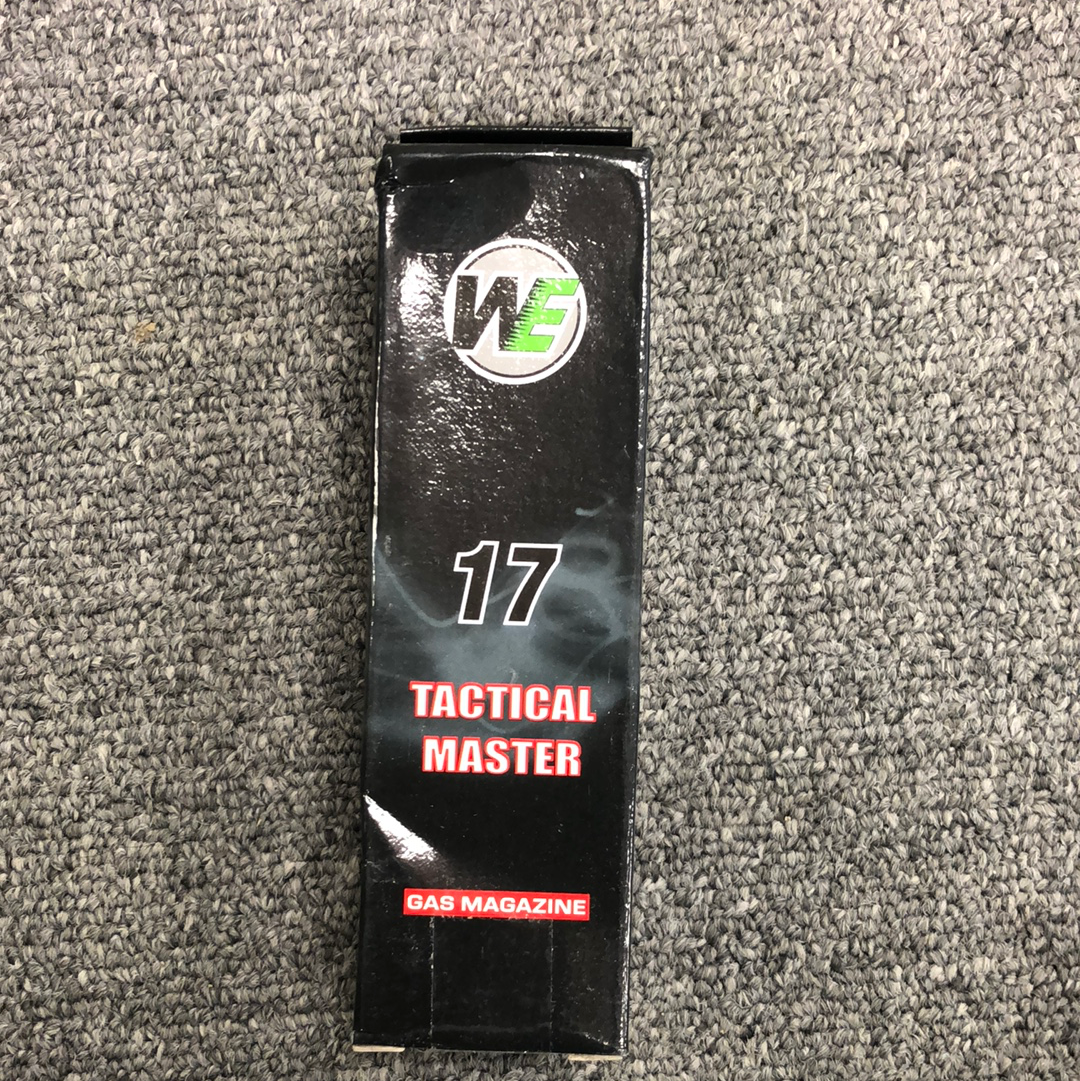 WE
17
TACTICAL
MASTER
GAS MAGAZINE